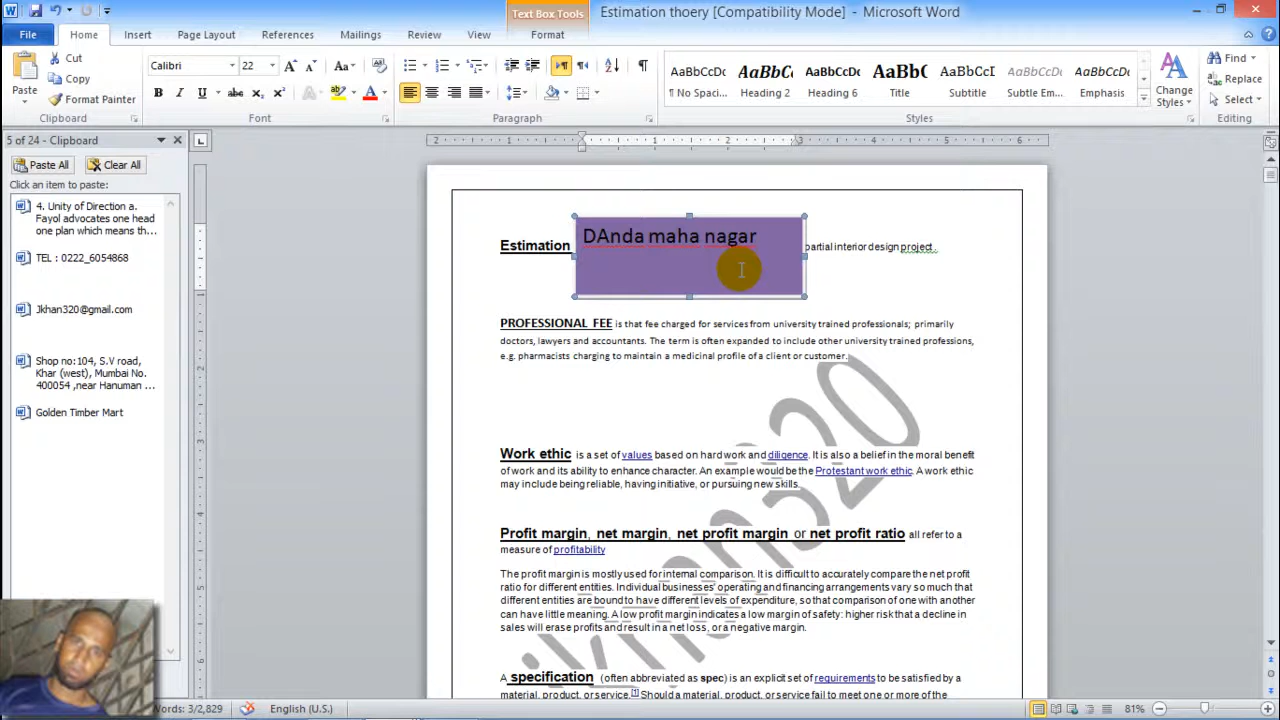 Text Box Tools
Estimation thoery [Compatibility Mode] - Microsoft Word
File Home Insert Page Layout References Mailings Review View Format
Paste
Cut
Copy
Format Painter
Clipboard
Calibri 22
Font
Paragraph
AaBbCcDc AaBbC AaBbCcDc AaBb( AaBbCcD AaBbCcDc AaBbCcDc
¶ No Spaci... Heading 2 Heading 6 Title Subtitle Subtle Em... Emphasis
Styles
Change
Styles
Find
Replace
Select
Editing
5 of 24 - Clipboard
Paste All Clear All
Click an item to paste:
4. Unity of Direction a.
Fayol advocates one head
one plan which means th...
TEL : 0222_6054868
Jkhan320@gmail.com
Shop no:104, S.V road,
Khar (west), Mumbai No.
400054 ,near Hanuman ...
Golden Timber Mart
2 1 1 2 4 5 6
DAnda maha nagar
Estimation partial interior design project .
PROFESSIONAL FEE is that fee charged for services from university trained professionals; primarily
doctors, lawyers and accountants. The term is often expanded to include other university trained professions,
e.g. pharmacists charging to maintain a medicinal profile of a client or customer.
Work ethic is a set of values based on hard work and diligence. It is also a belief in the moral benefit
of work and its ability to enhance character. An example would be the Protestant work ethic. A work ethic
may include being reliable, having initiative, or pursuing new skills.
Profit margin, net margin, net profit margin or net profit ratio all refer to a
measure of profitability
The profit margin is mostly used for internal comparison. It is difficult to accurately compare the net profit
ratio for different entities. Individual businesses' operating and financing arrangements vary so much that
different entities are bound to have different levels of expenditure, so that comparison of one with another
can have little meaning. A low profit margin indicates a low margin of safety: higher risk that a decline in
sales will erase profits and result in a net loss, or a negative margin.
A specification (often abbreviated as spec) is an explicit set of requirements to be satisfied by a
material, product, or service.[1] Should a material, product or service fail to meet one or more of the
Words: 3/2,829 English (U.S.) 81%